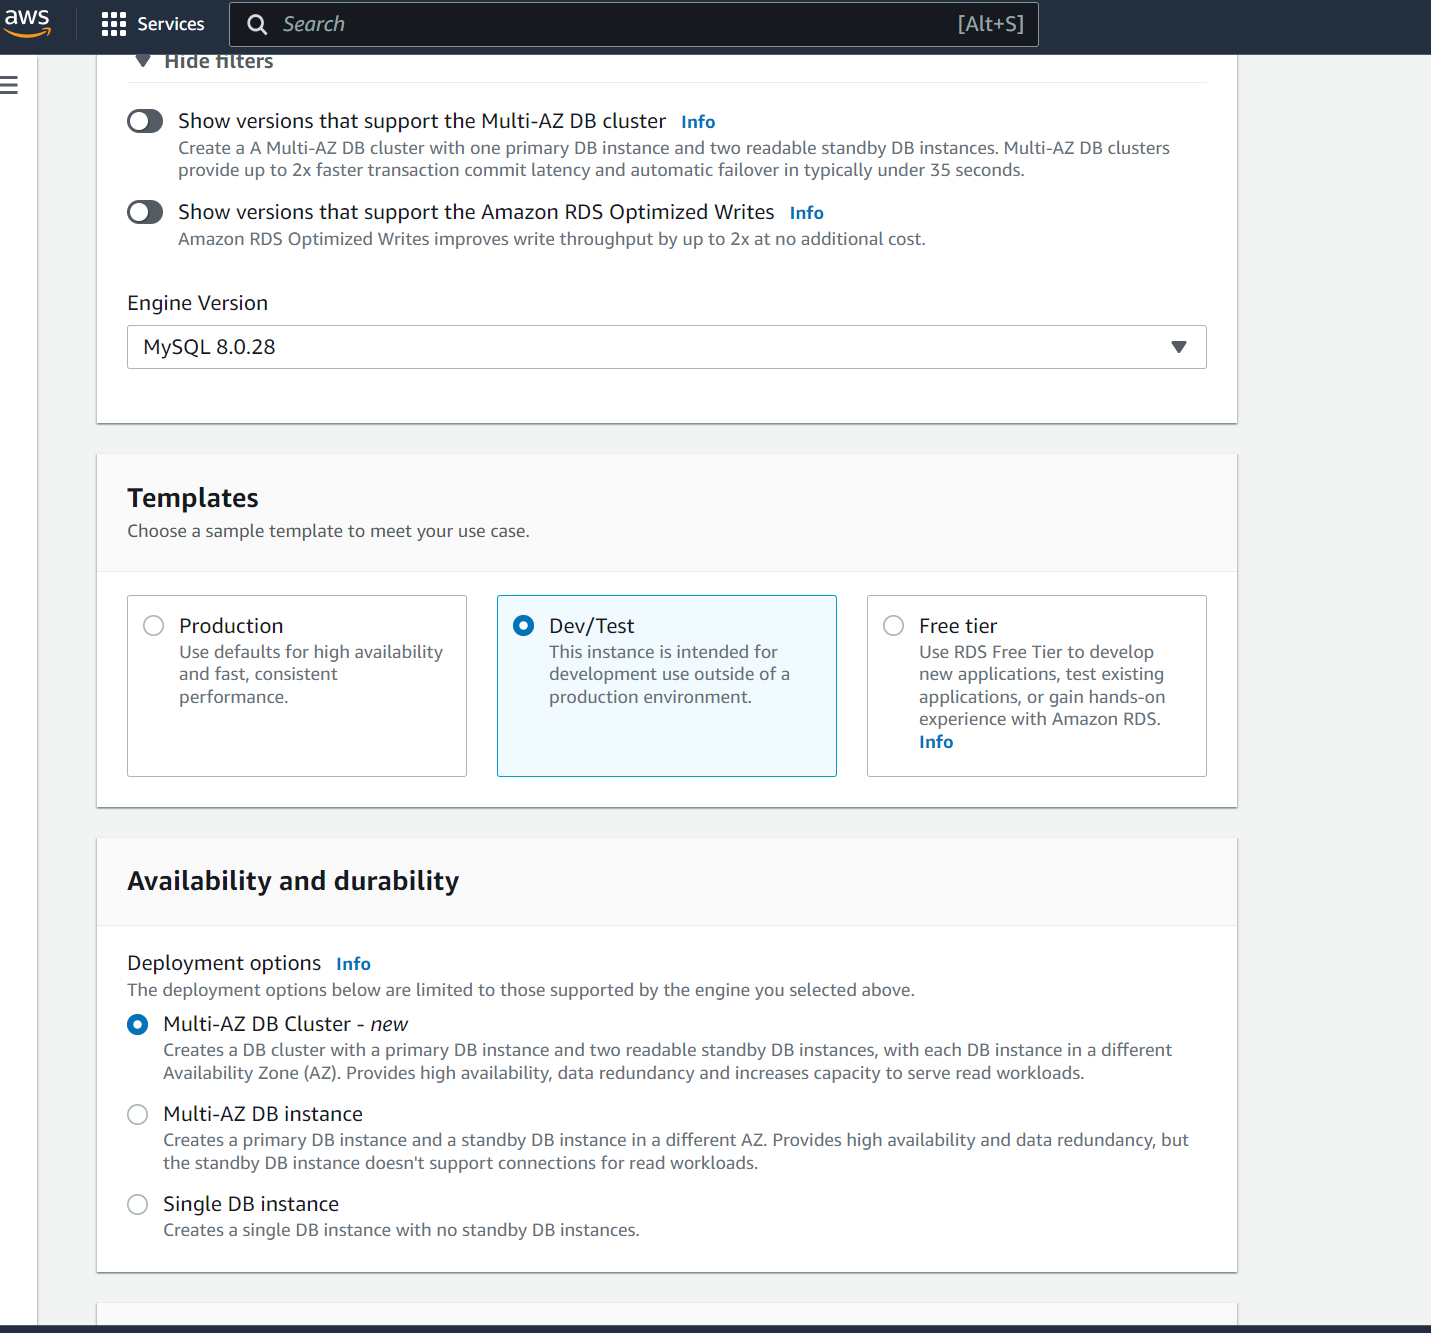 aws
Services
Search
[Alt+S]
Hide filters
Show versions that support the Multi-AZ DB cluster Info
Create a A Multi-AZ DB cluster with one primary DB instance and two readable standby DB instances. Multi-AZ DB clusters
provide up to 2x faster transaction commit latency and automatic failover in typically under 35 seconds.
Show versions that support the Amazon RDS Optimized Writes Info
Amazon RDS Optimized Writes improves write throughput by up to 2x at no additional cost.
Engine Version
MySQL 8.0.28
Templates
Choose a sample template to meet your use case.
Production
Use defaults for high availability
and fast, consistent
performance.
Dev/Test
This instance is intended for
development use outside of a
production environment.
Free tier
Use RDS Free Tier to develop
new applications, test existing
applications, or gain hands-on
experience with Amazon RDS.
Info
Availability and durability
Deployment options Info
The deployment options below are limited to those supported by the engine you selected above.
Multi-AZ DB Cluster - new
Creates a DB cluster with a primary DB instance and two readable standby DB instances, with each DB instance in a different
Availability Zone (AZ). Provides high availability, data redundancy and increases capacity to serve read workloads.
Multi-AZ DB instance
Creates a primary DB instance and a standby DB instance in a different AZ. Provides high availability and data redundancy, but
the standby DB instance doesn't support connections for read workloads.
Single DB instance
Creates a single DB instance with no standby DB instances.